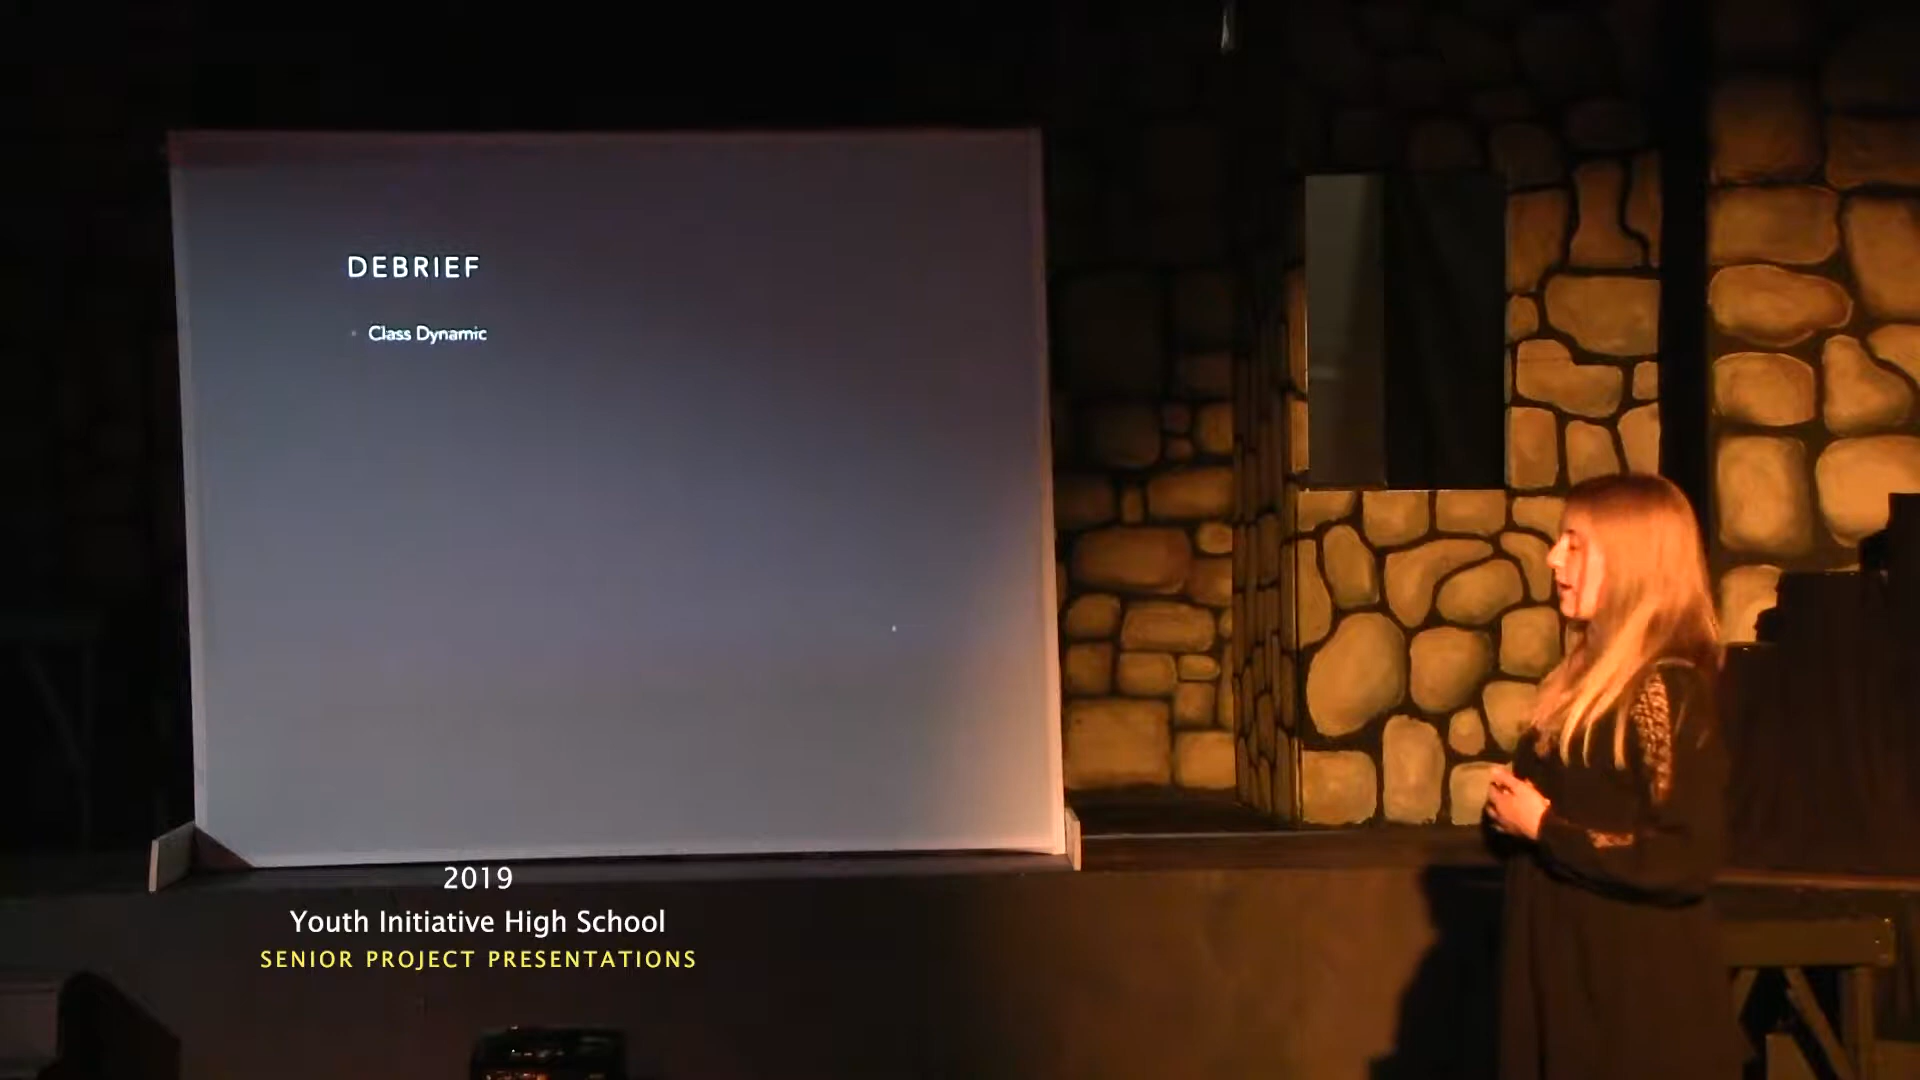 DEBRIEF
Class Dynamic
2019
Youth Initiative High School
SENIOR PROJECT PRESENTATIONS